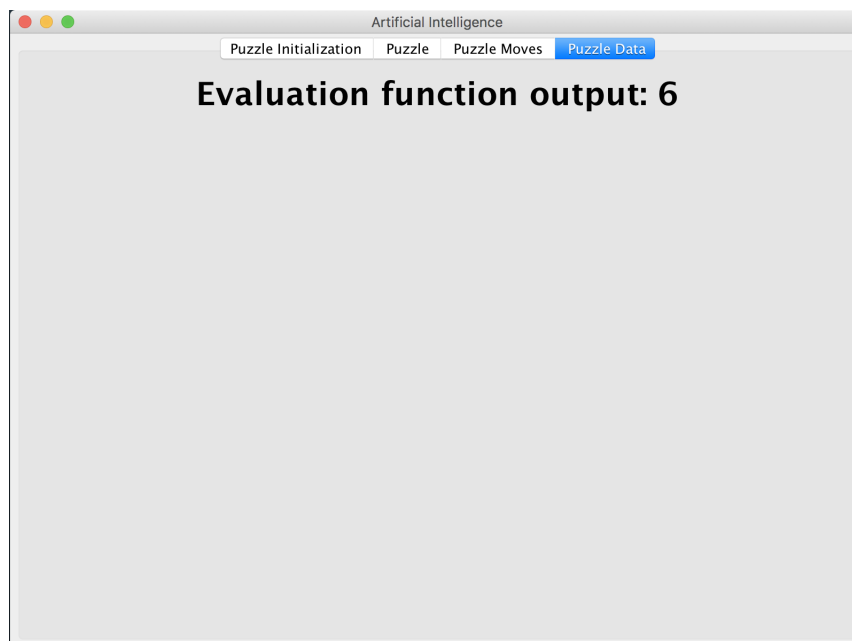 Artificial Intelligence
Puzzle Initialization Puzzle Puzzle Moves Puzzle Data
Evaluation function output: 6